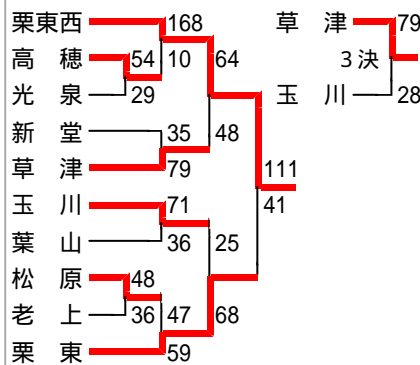 栗東西 168 草津 79
高穂 54 10 64 3決
光泉 29 玉川 28
新堂 35 48
草津 79 111
玉川 71 41
葉山 36 25
松原 48
老上 36 47 68
栗東 59